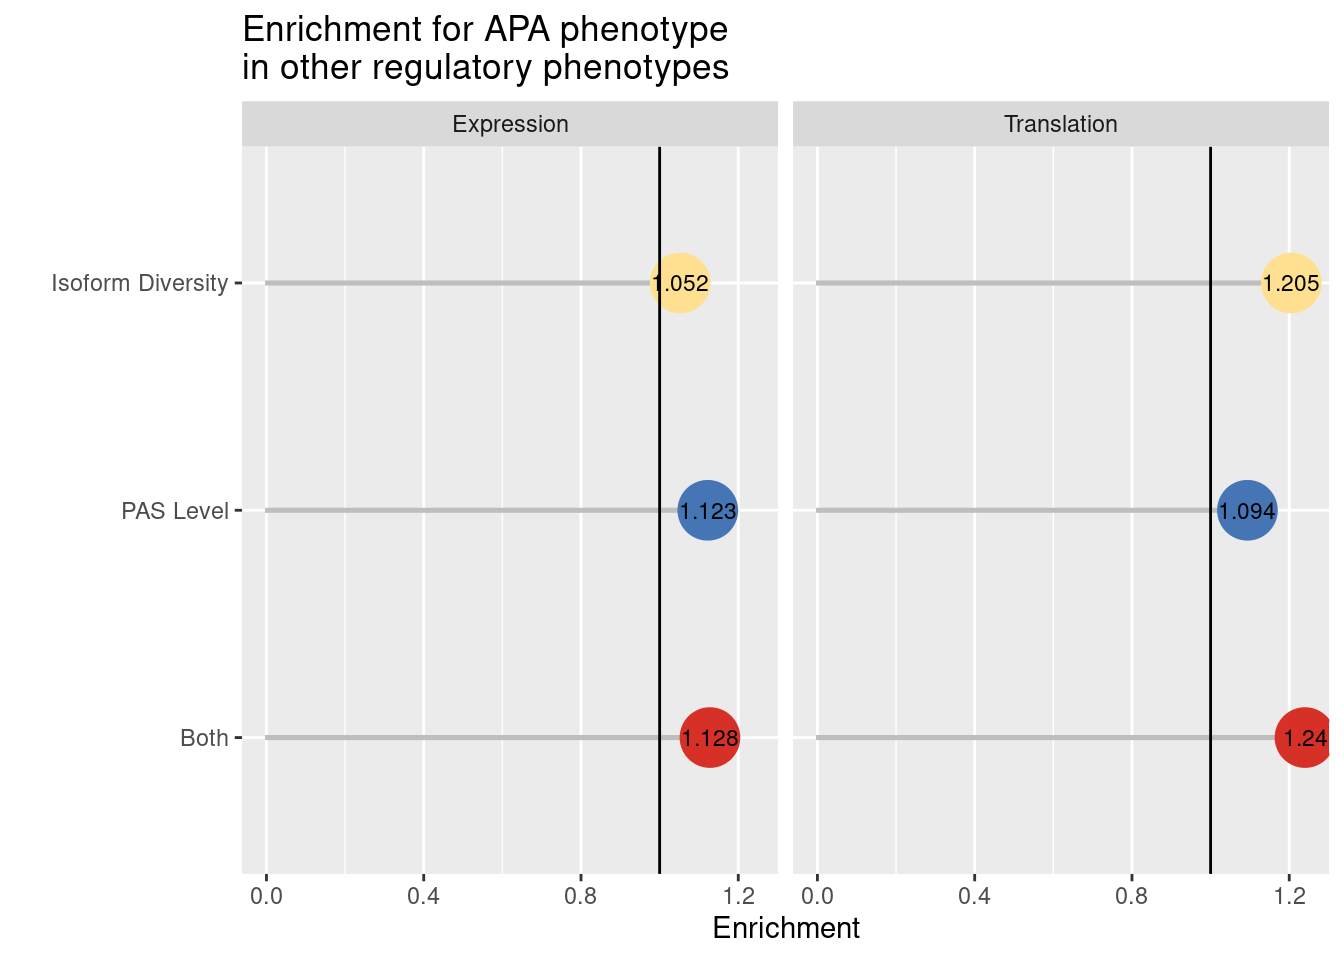 Enrichment for APA phenotype
in other regulatory phenotypes
Expression
Translation
Isoform Diversity
1.052
1.205
PAS Level
1.123
1.094
Both
1.128
1.24
0.0
0.4
0.8
1.2
0.0
0.4
0.8
1.2
Enrichment